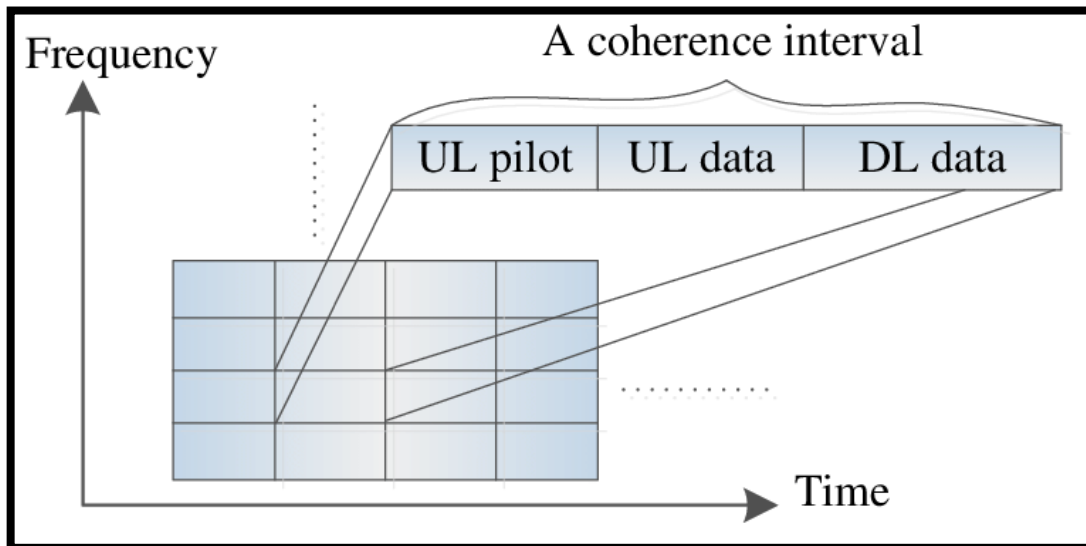 A coherence interval
Frequency
UL pilot UL data DL data
Time